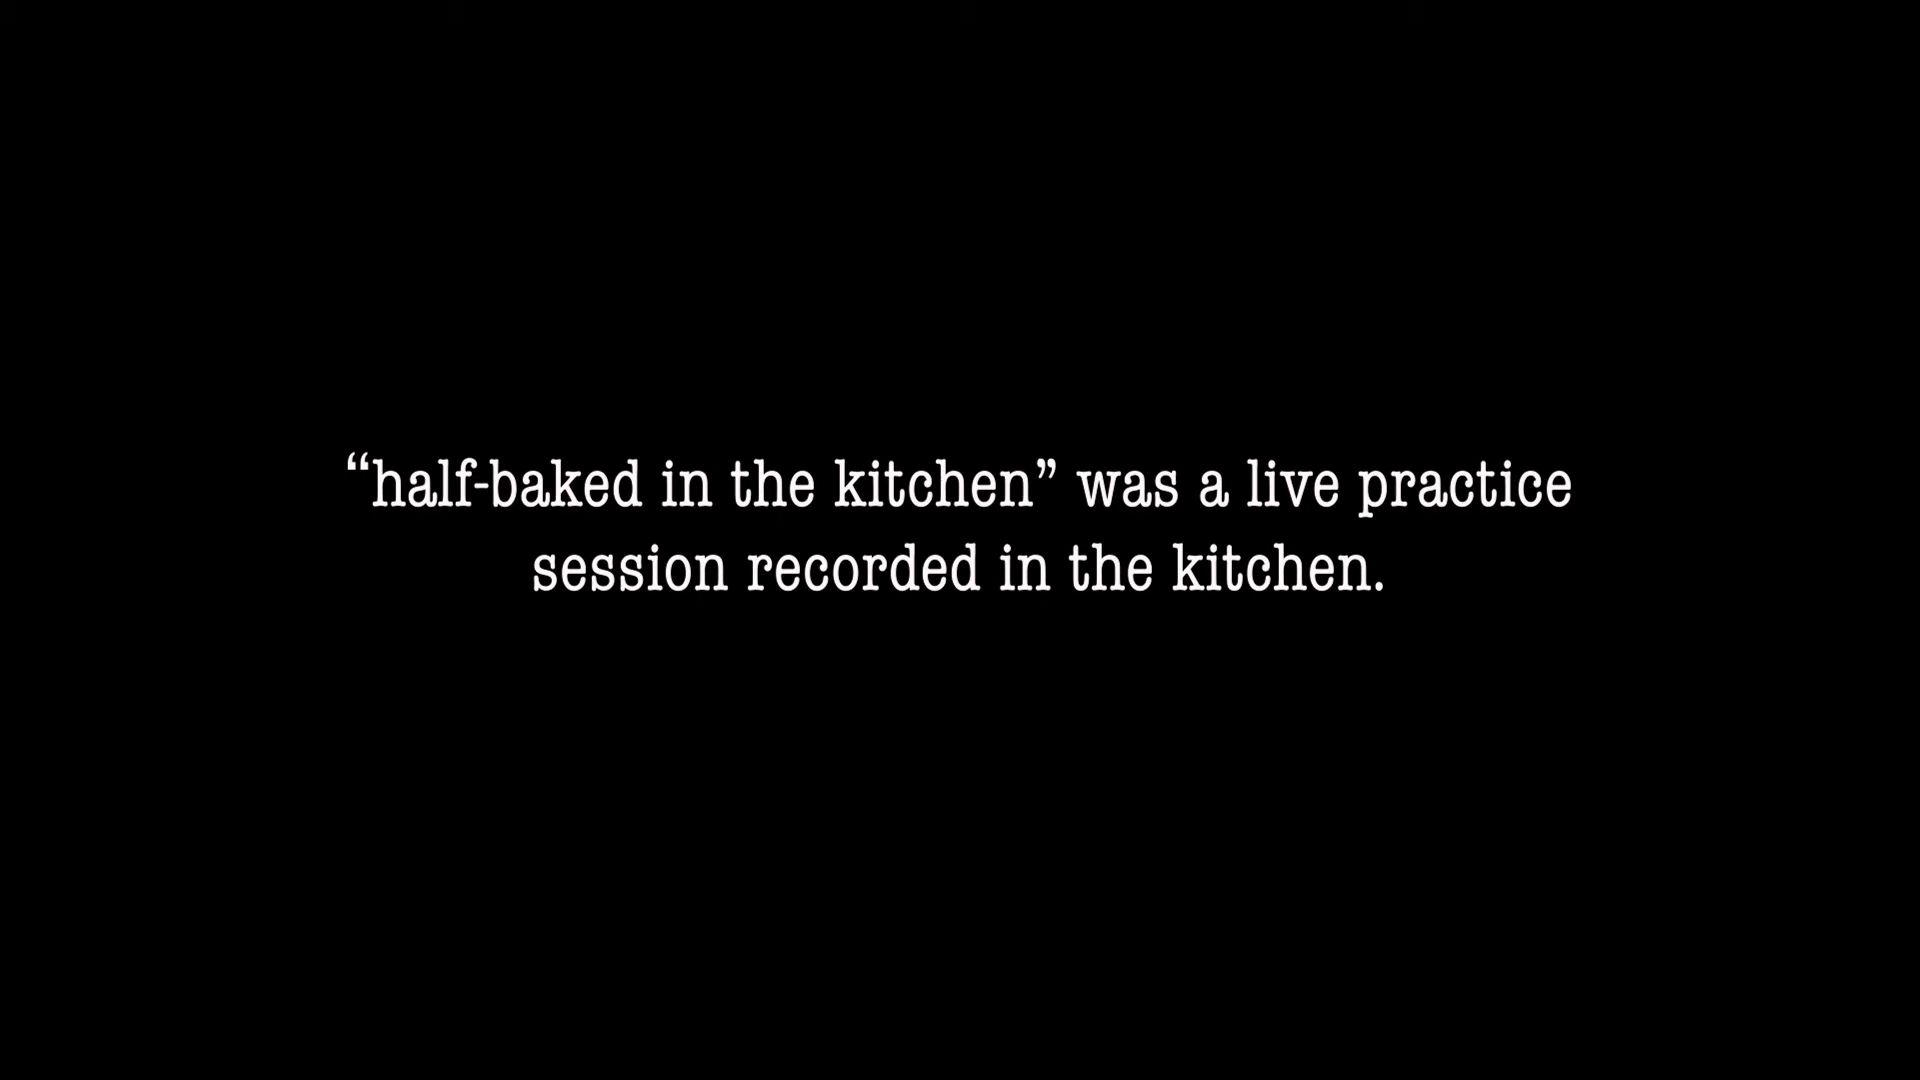 “half-baked in the kitchen” was a live practice
session recorded in the kitchen.